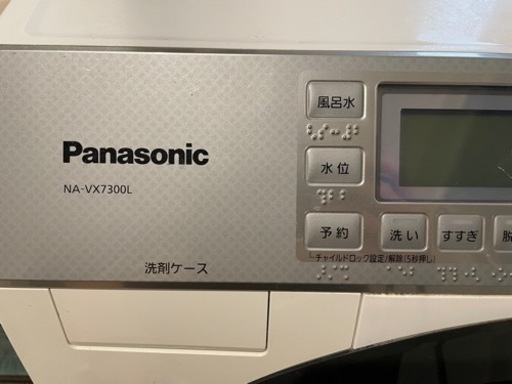 Panasonic
NA-VX7300L
洗剤ケース
風呂水
水位
予約
洗い
すすぎ
脱
チャイルドロック設定/解除(5秒押し)